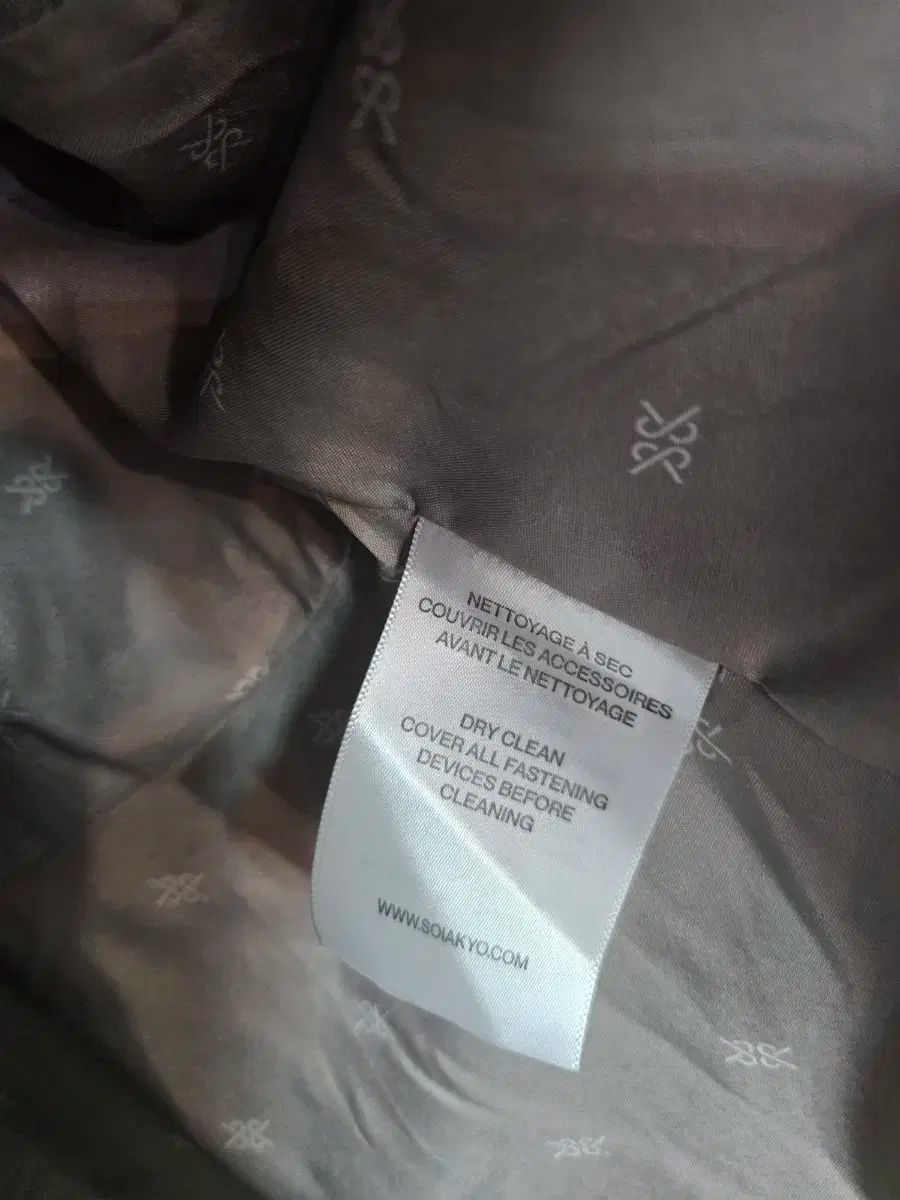 NETTOYAGE À SEC
COUVRIR LES ACCESSOIRES
AVANT LE NETTOYAGE
DRY CLEAN
COVER ALL FASTENING
DEVICES BEFORE
CLEANING
WWW.SOIAKYO.COM